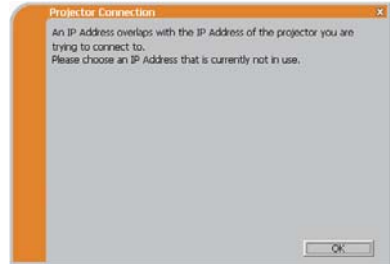 Projector Connection
An IP Address overlaps with the IP Address of the projector you are
trying to connect to.
Please choose an IP Address that is currently not in use.
OK